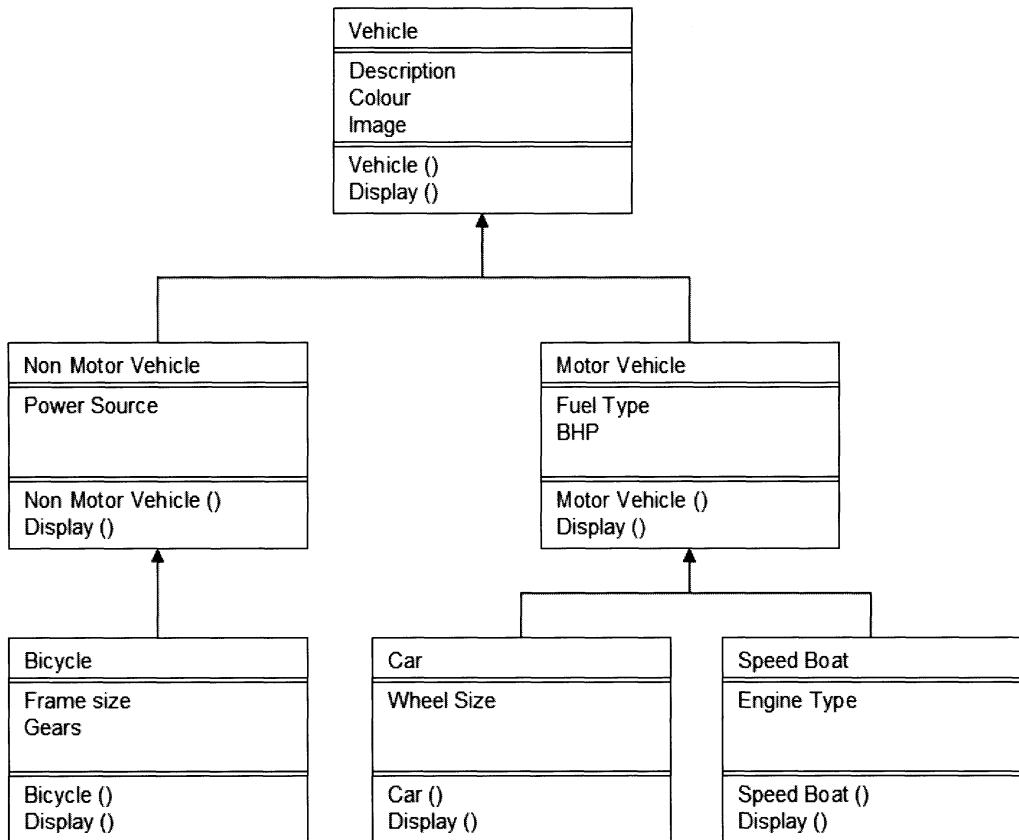 Vehicle
Description
Colour
Image
Vehicle ()
Display ()
Non Motor Vehicle
Power Source
Non Motor Vehicle ()
Display ()
Motor Vehicle
Fuel Type
BHP
Motor Vehicle ()
Display ()
Bicycle
Frame size
Gears
Bicycle ()
Display ()
Car
Wheel Size
Car ()
Display ()
Speed Boat
Engine Type
Speed Boat ()
Display ()